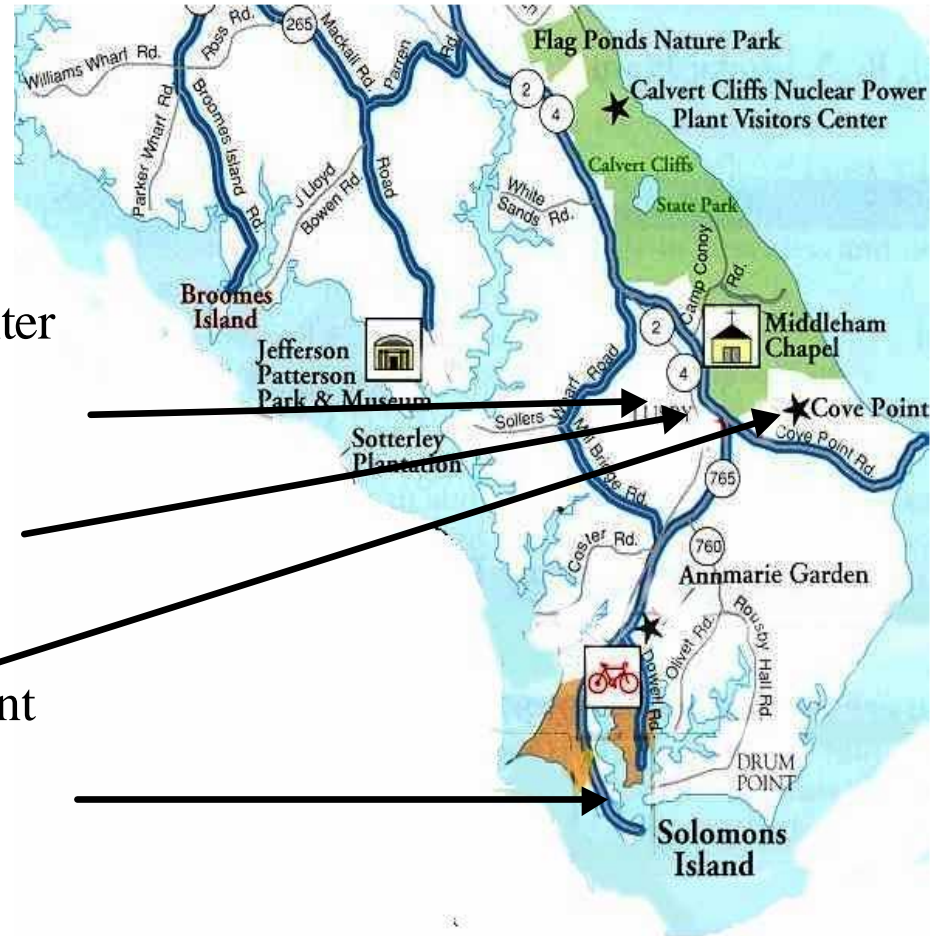 Williams Wharf Rd.
Ross Rd.
265
Mackall Rd.
Parren
Rd.
2
4
Flag Ponds Nature Park
Calvert Cliffs Nuclear Power
Plant Visitors Center
Parker Wharf Rd.
Broomes Island Rd.
J Lloyd
Bowen Rd.
Road
White
Sands Rd.
Calvert Cliffs
State Park
Camp Conoy
Rd.
Broomes
Island
ter
Jefferson
Patterson
Park & Museum
2
4
Middleham
Chapel
Wharf Road
Sollers
Cove Point
Cove Point Rd.
Sotterley
Plantation
Mill Bridge Rd.
765
Coster Rd.
760
Annmarie Garden
Rousby
Hall Rd.
Olivet Rd.
Dowell Rd.
nt
DRUM
POINT
Solomons
Island